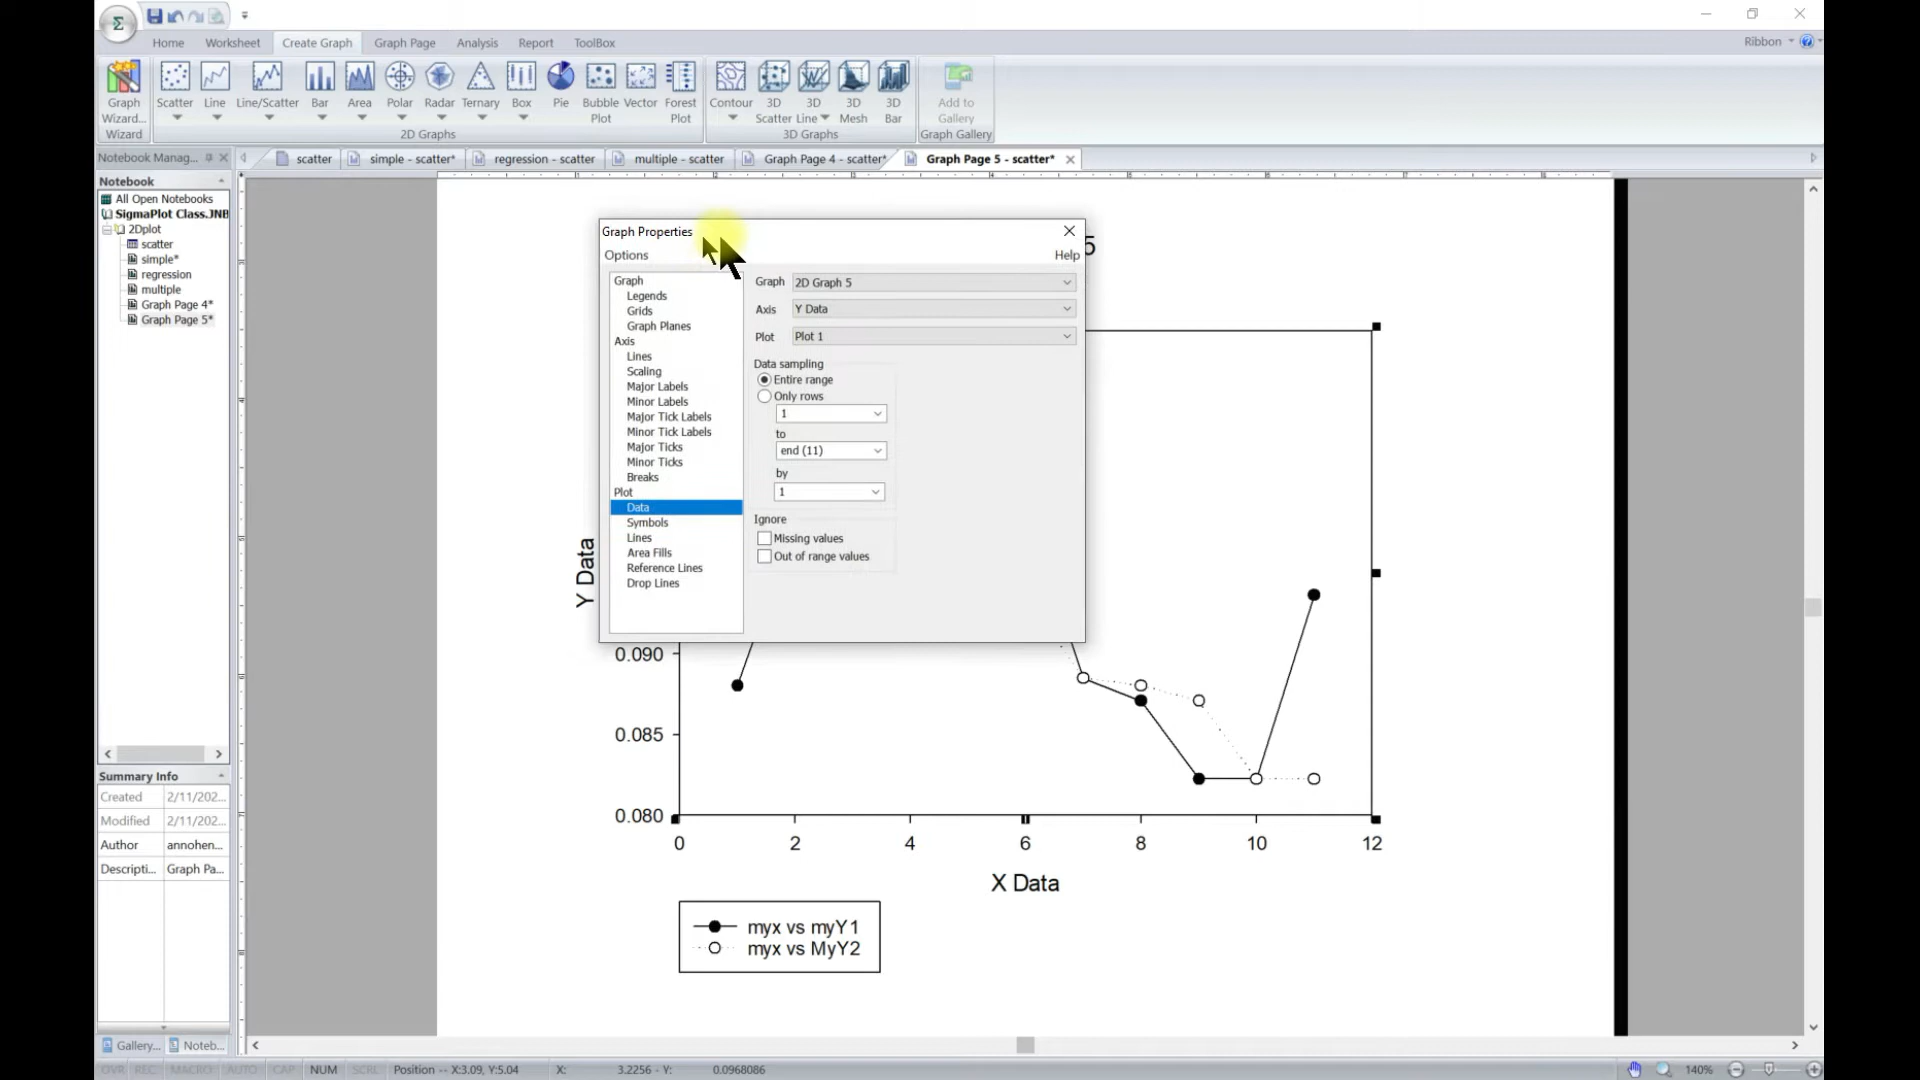 Σ
Home
Worksheet
Create Graph
Graph Page
Analysis
Report
ToolBox
Ribbon
Graph
Wizard...
Scatter
Line
Line/Scatter
Bar
Area
Polar
Radar
Ternary
Box
Pie
Bubble
Plot
Vector
Forest
Plot
Contour
3D
Scatter
3D
Line
3D
Mesh
3D
Bar
Add to
Gallery
Wizard
2D Graphs
3D Graphs
Graph Gallery
Notebook Manag...
scatter
simple - scatter*
regression - scatter
multiple - scatter
Graph Page 4 - scatter*
Graph Page 5 - scatter*
Notebook
All Open Notebooks
SigmaPlot Class.JNB
2Dplot
scatter
simple*
regression
multiple
Graph Page 4*
Graph Page 5*
Summary Info
Created 2/11/202...
Modified 2/11/202...
Author annohen...
Descripti... Graph Pa...
Gallery...
Noteb...
5
Graph Properties
Options
Help
Graph
Legends
Grids
Graph Planes
Axis
Lines
Scaling
Major Labels
Minor Labels
Major Tick Labels
Minor Tick Labels
Major Ticks
Minor Ticks
Breaks
Plot
Data
Symbols
Lines
Area Fills
Reference Lines
Drop Lines
Graph 2D Graph 5
Axis Y Data
Plot Plot 1
Data sampling
Entire range
Only rows
1
to
end (11)
by
1
Ignore
Missing values
Out of range values
Y Data
0.090
0.085
0.080
0 2 4 6 8 10 12
X Data
myx vs myY1
myx vs MyY2
OVR REC MACRO AUTO CAP NUM SCRL Position -- X:3.09, Y:5.04 X: 3.2256 - Y: 0.0968086 140%